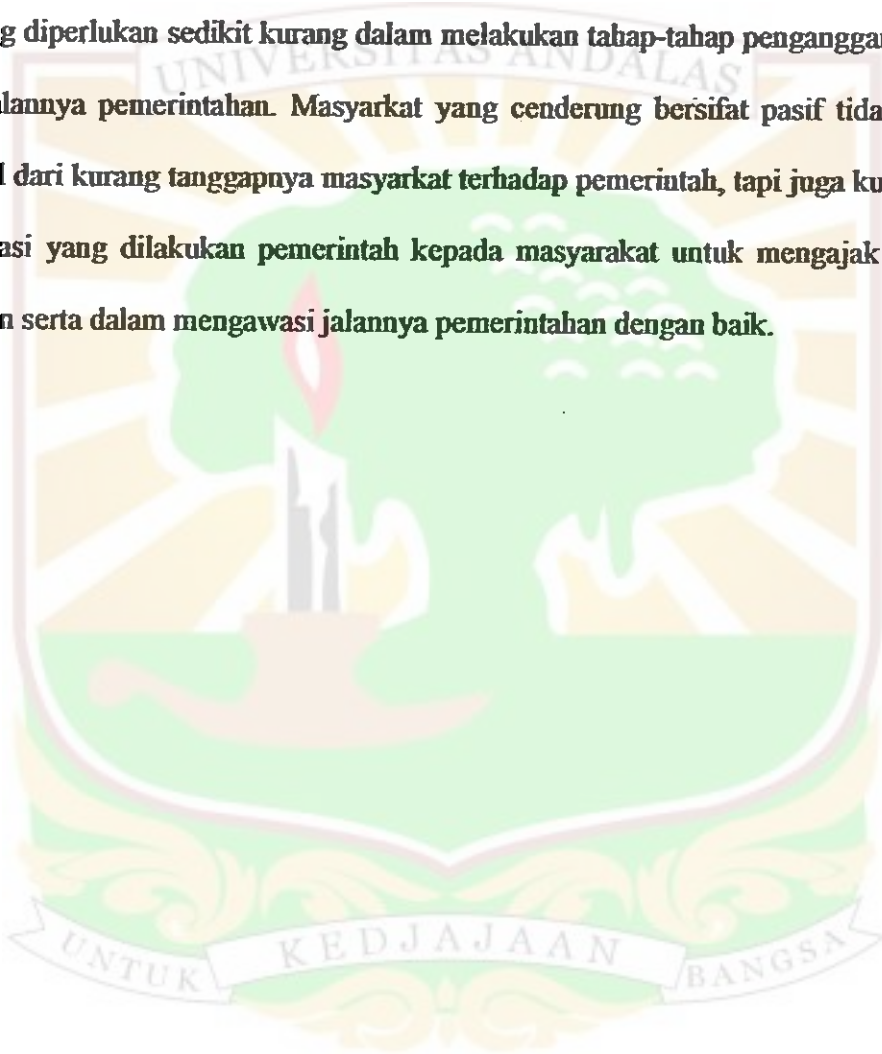 g diperlukan sedikit kurang dalam melakukan tahap-tahap penganggar
UNIVERSITAS ANDALAS
alannya pemerintahan. Masyarkat yang cenderung bersifat pasif tida
l dari kurang tanggapnya masyarkat terhadap pemerintah, tapi juga ku
asi yang dilakukan pemerintah kepada masyarakat untuk mengajak
n serta dalam mengawasi jalannya pemerintahan dengan baik.
UNTUK KEDJAJAAN BANGSA